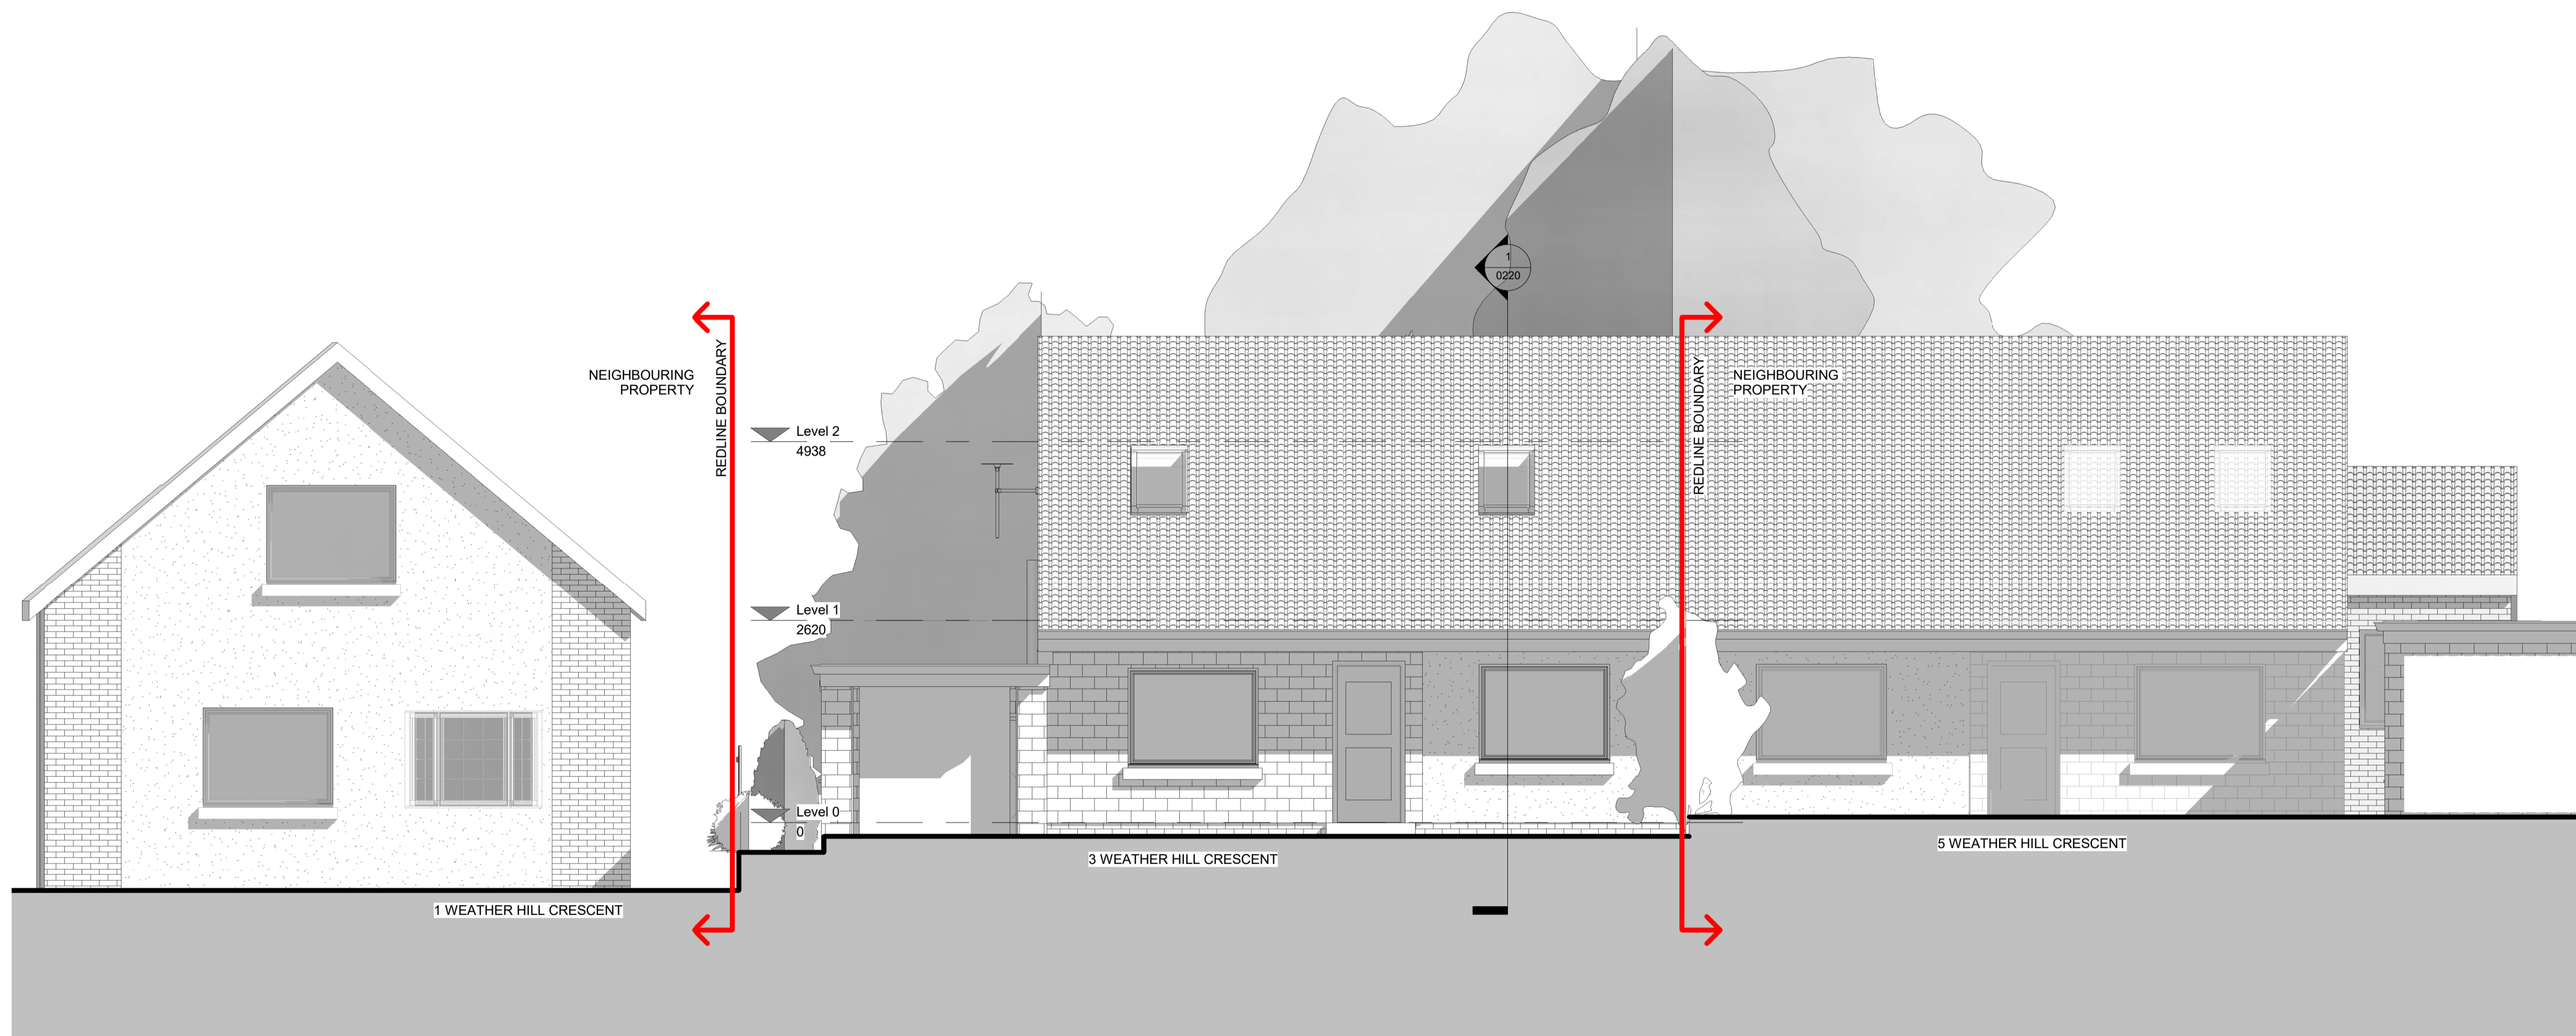 1
0220
NEIGHBOURING
PROPERTY
REDLINE BOUNDARY
REDLINE BOUNDARY
NEIGHBOURING
PROPERTY
Level 2
4938
Level 1
2620
Level 0
0
3 WEATHER HILL CRESCENT
5 WEATHER HILL CRESCENT
1 WEATHER HILL CRESCENT